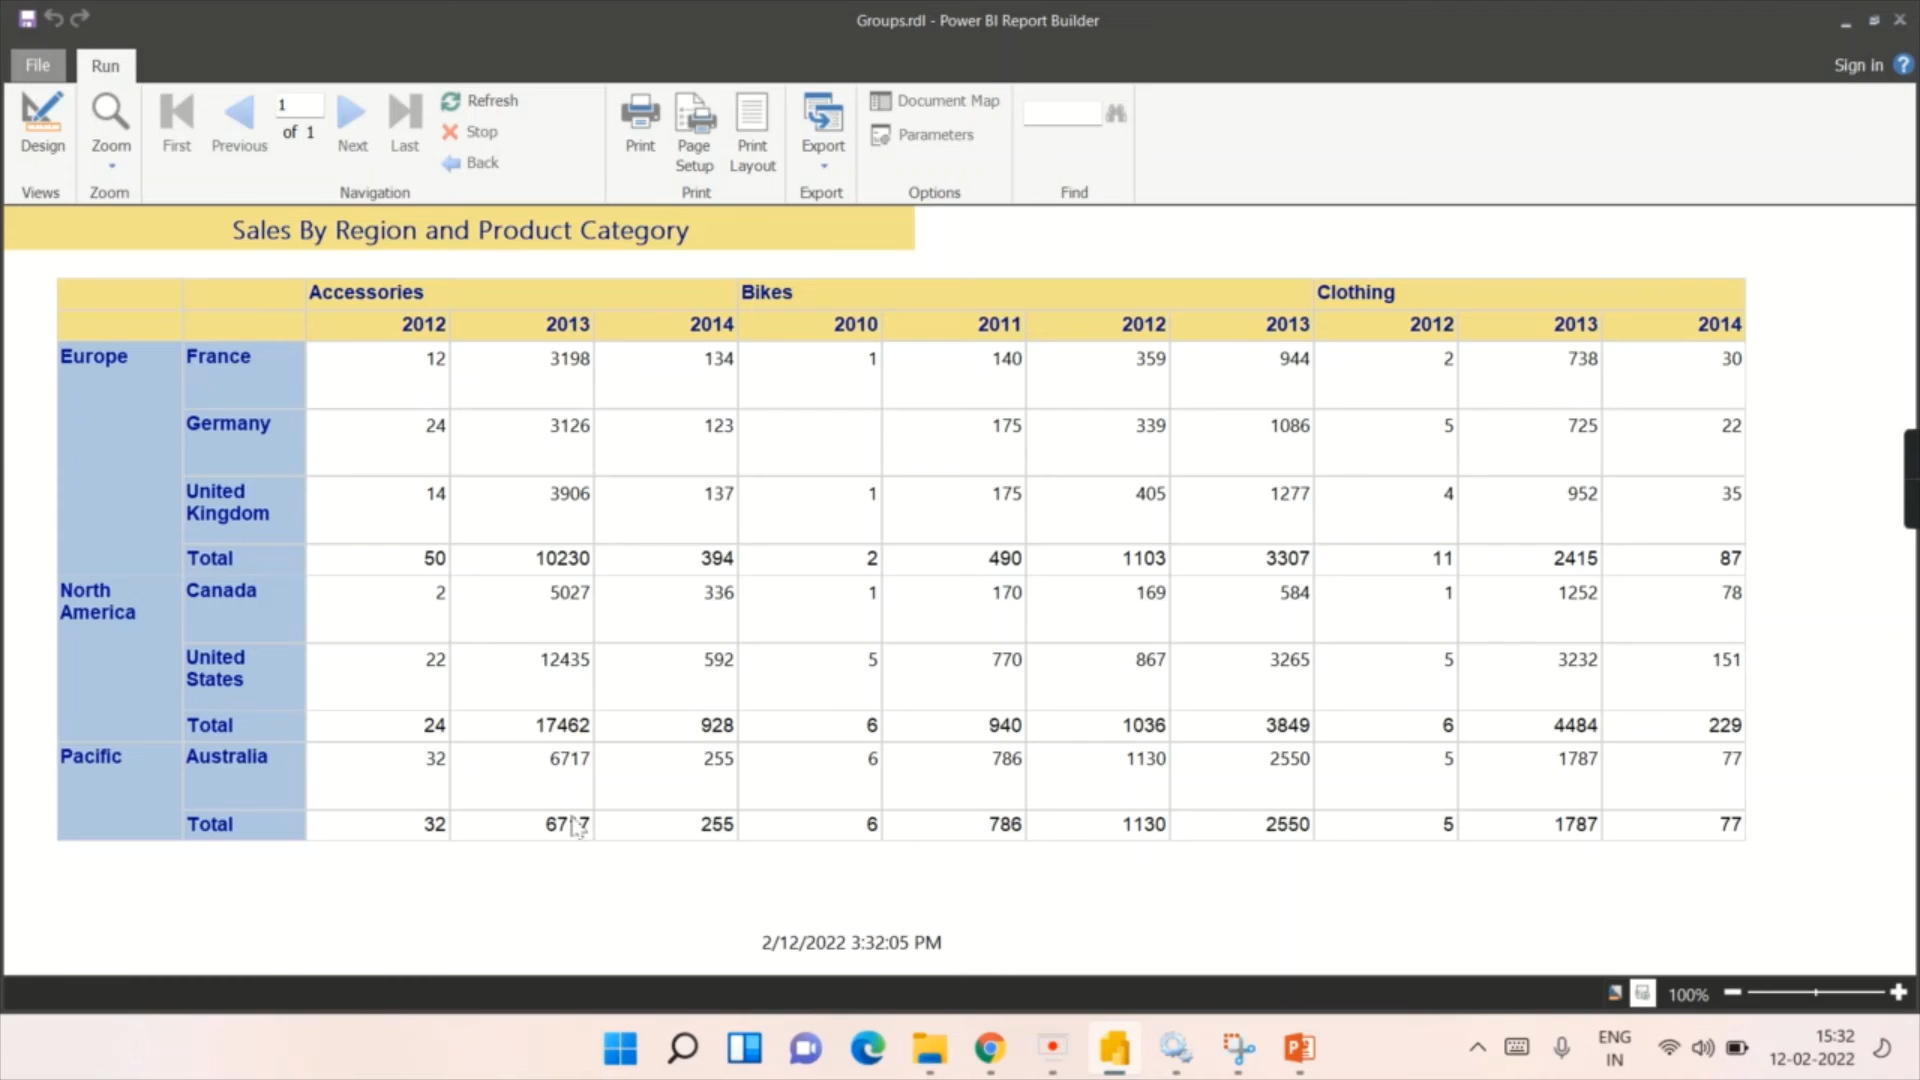 Groups.rdl - Power BI Report Builder
File Run Sign in ?
Design Zoom First Previous 1 of 1 Next Last Refresh Stop Back Print Page Setup Print Layout Export Document Map Parameters
Views Zoom Navigation Print Export Options Find
Sales By Region and Product Category
Accessories Bikes Clothing
2012 2013 2014 2010 2011 2012 2013 2012 2013 2014
Europe France 12 3198 134 1 140 359 944 2 738 30
Germany 24 3126 123 175 339 1086 5 725 22
United Kingdom 14 3906 137 1 175 405 1277 4 952 35
Total 50 10230 394 2 490 1103 3307 11 2415 87
North America Canada 2 5027 336 1 170 169 584 1 1252 78
United States 22 12435 592 5 770 867 3265 5 3232 151
Total 24 17462 928 6 940 1036 3849 6 4484 229
Pacific Australia 32 6717 255 6 786 1130 2550 5 1787 77
Total 32 6717 255 6 786 1130 2550 5 1787 77
2/12/2022 3:32:05 PM
100%
ENG 15:32
IN 12-02-2022